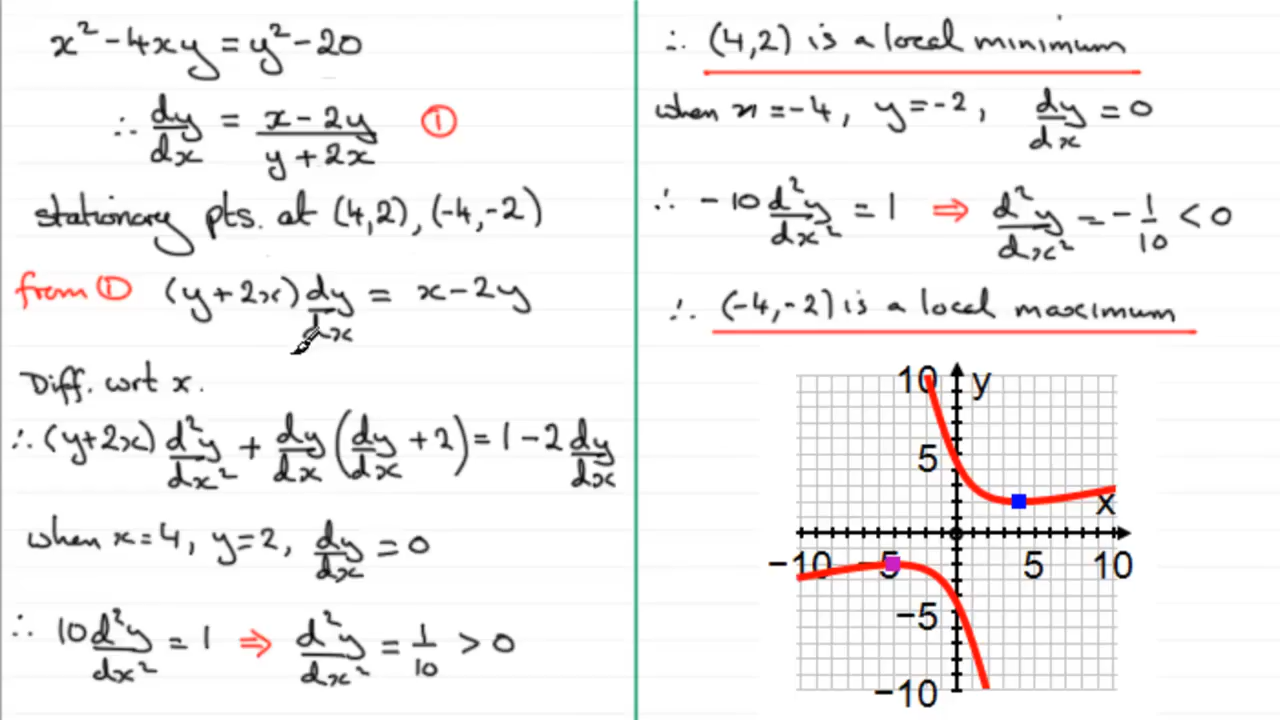 x² - 4xy = y² - 20
∴ dy/dx = (x - 2y)/(y + 2x) ①
stationary pts. at (4,2), (-4,-2)
from ① (y + 2x) dy/dx = x - 2y
Diff. wrt x.
∴ (y+2x) d²y/dx² + dy/dx (dy/dx + 2) = 1 - 2 dy/dx
when x=4, y=2, dy/dx = 0
∴ 10 d²y/dx² = 1 ⇒ d²y/dx² = 1/10 > 0
∴ (4,2) is a local minimum
when x = -4, y = -2, dy/dx = 0
∴ -10 d²y/dx² = 1 ⇒ d²y/dx² = -1/10 < 0
∴ (-4,-2) is a local maximum
10 y
5
x
-10 -5 5 10
-5
-10